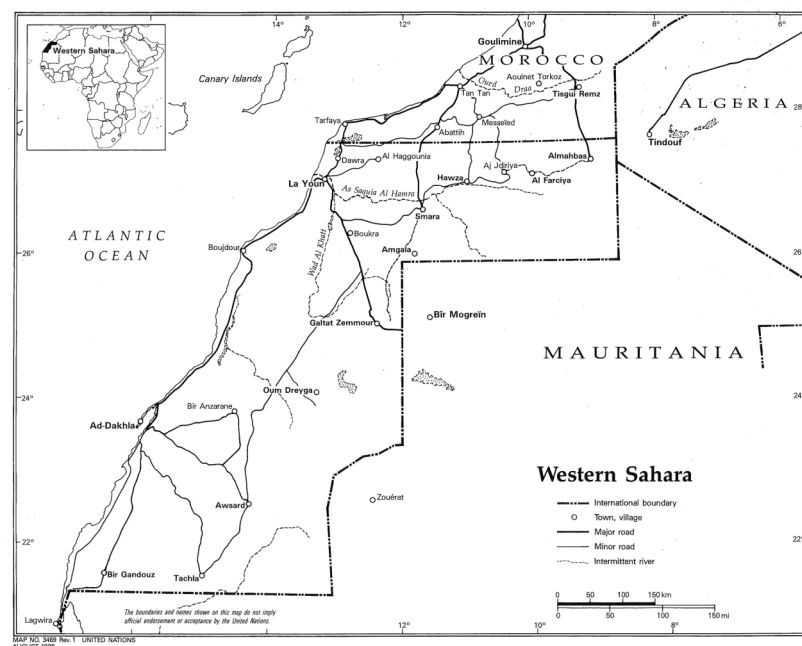 14°
12°
10°
8°
6°
Western Sahara
Goulimine
MOROCCO
Canary Islands
Oued
Draa
Aouinet Torkoz
Tan Tan
Tisgui Remz
ALGERIA
28
Tarfaya
Messeïed
Abattih
Tindouf
Dawra
Al Haggounia
Almahbas
Aj Jdiriya
La Youn
Hawza
Al Farciya
As Saquia Al Hamra
Smara
ATLANTIC
OCEAN
Boukra
Boujdour
Wad Al Khatt
Amgala
26°
26
Galtat Zemmour
Bîr Mogreïn
MAURITANIA
Oum Dreyga
24°
24
Bir Anzarane
Ad-Dakhla
Western Sahara
Zouérat
Awsard
International boundary
Town, village
Major road
Minor road
Intermittent river
22°
Bir Gandouz
Tachla
0 50 100 150 km
0 50 100 150 mi
The boundaries and names shown on this map do not imply
official endorsement or acceptance by the United Nations.
Lagwira
12°
10°
8°
MAP NO. 3469 Rev. 1 UNITED NATIONS